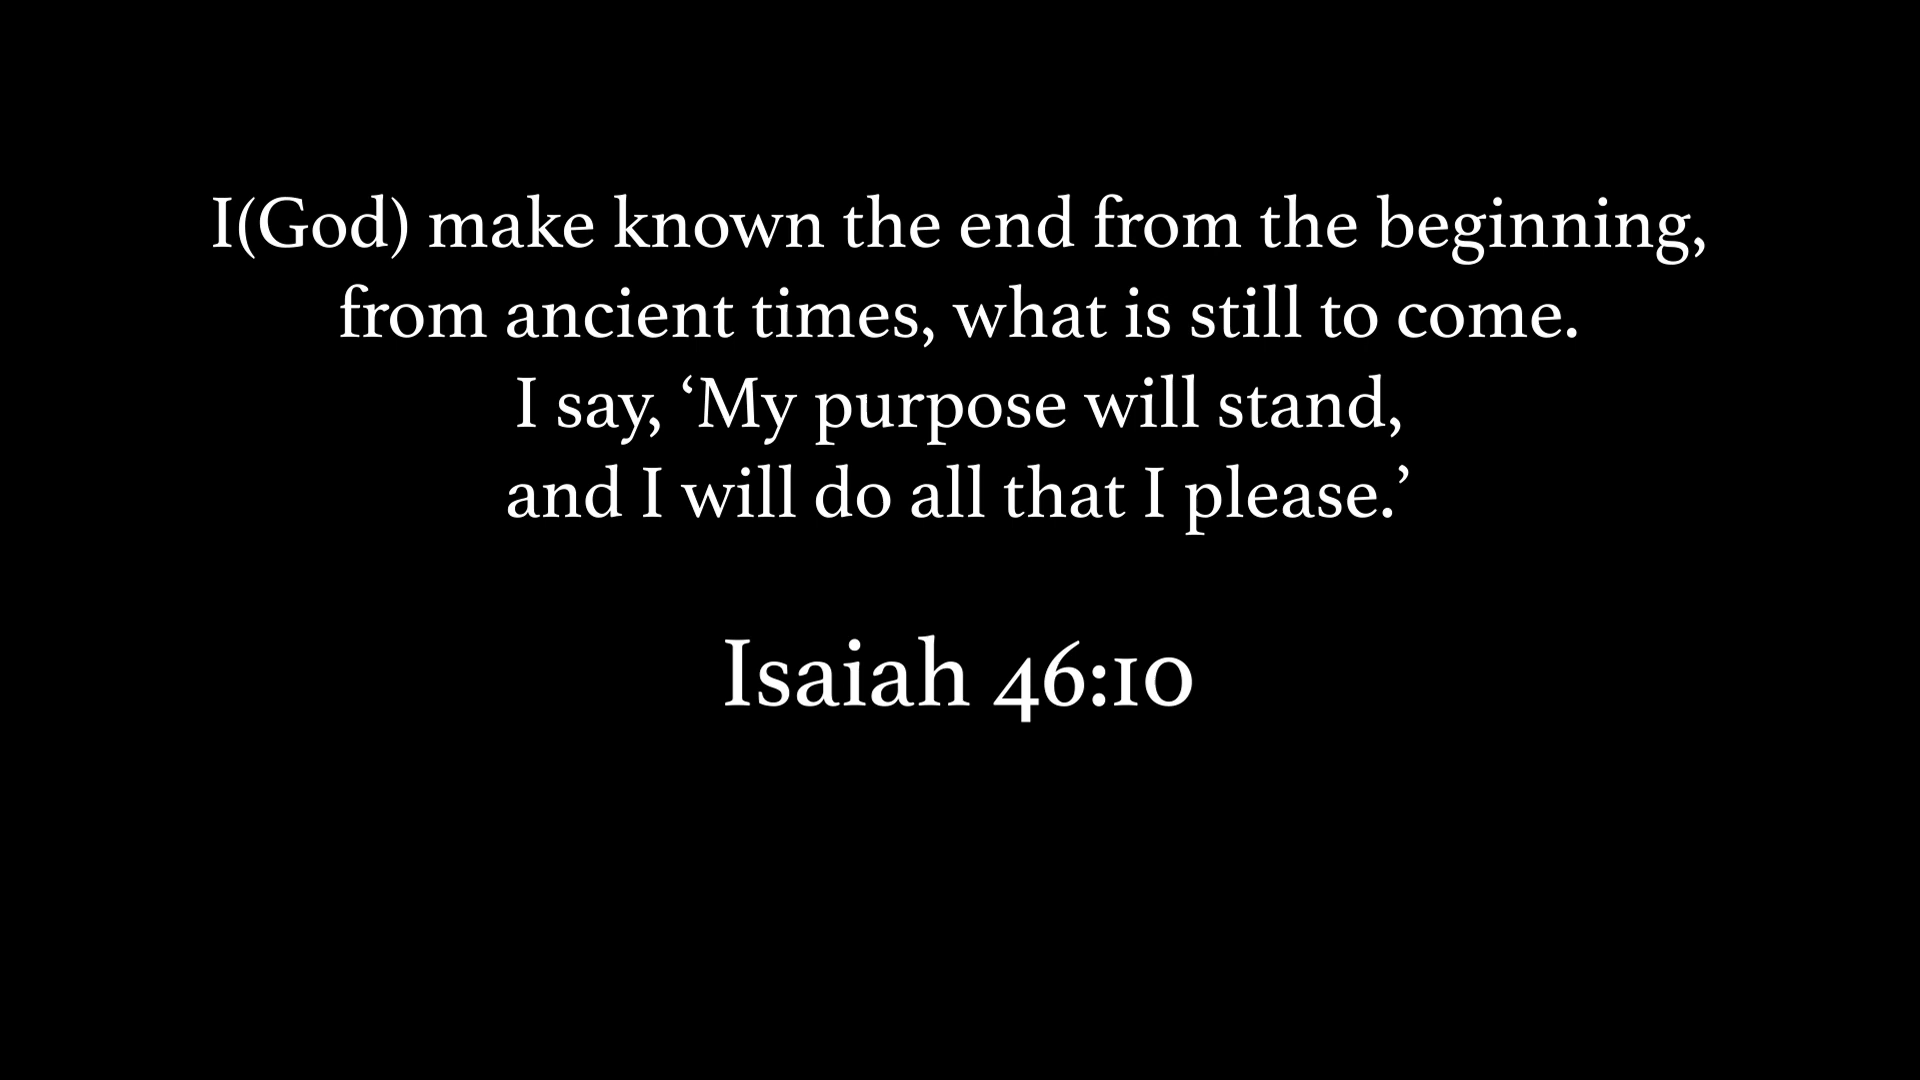 I(God) make known the end from the beginning,
from ancient times, what is still to come.
I say, ‘My purpose will stand,
and I will do all that I please.’
Isaiah 46:10